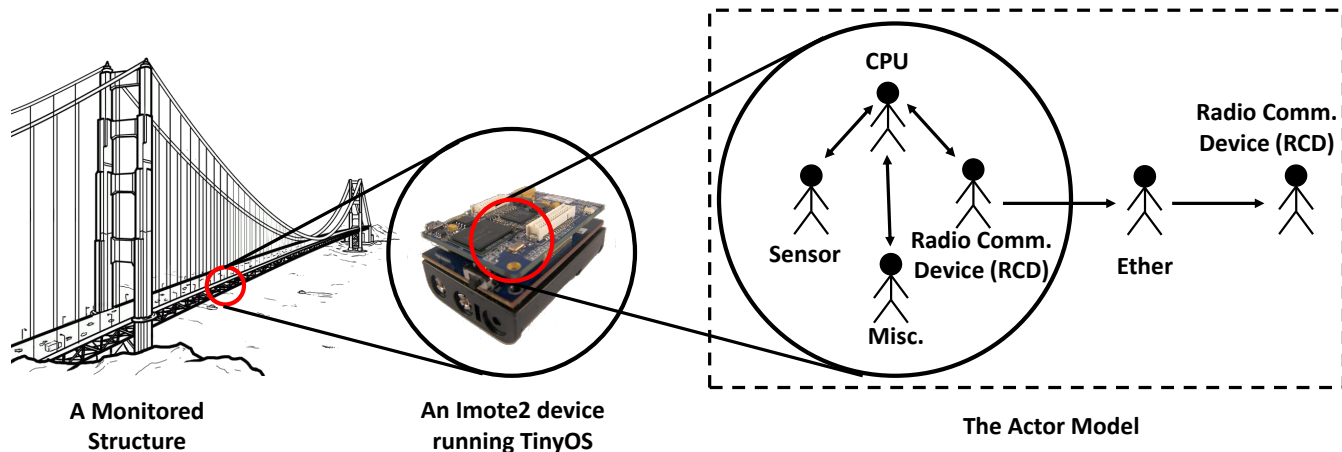 CPU
Sensor
Radio Comm.
Device (RCD)
Misc.
Ether
Radio Comm.
Device (RCD)
A Monitored
Structure
An Imote2 device
running TinyOS
The Actor Model